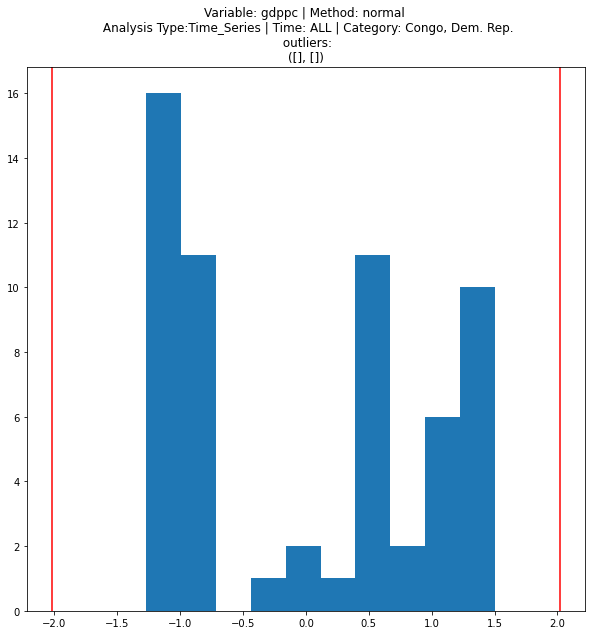 Variable: gdppc | Method: normal
Analysis Type:Time_Series | Time: ALL | Category: Congo, Dem. Rep.
outliers:
([], [])
16
14
12
10
8
6
4
2
0
−2.0 −1.5 −1.0 −0.5 0.0 0.5 1.0 1.5 2.0